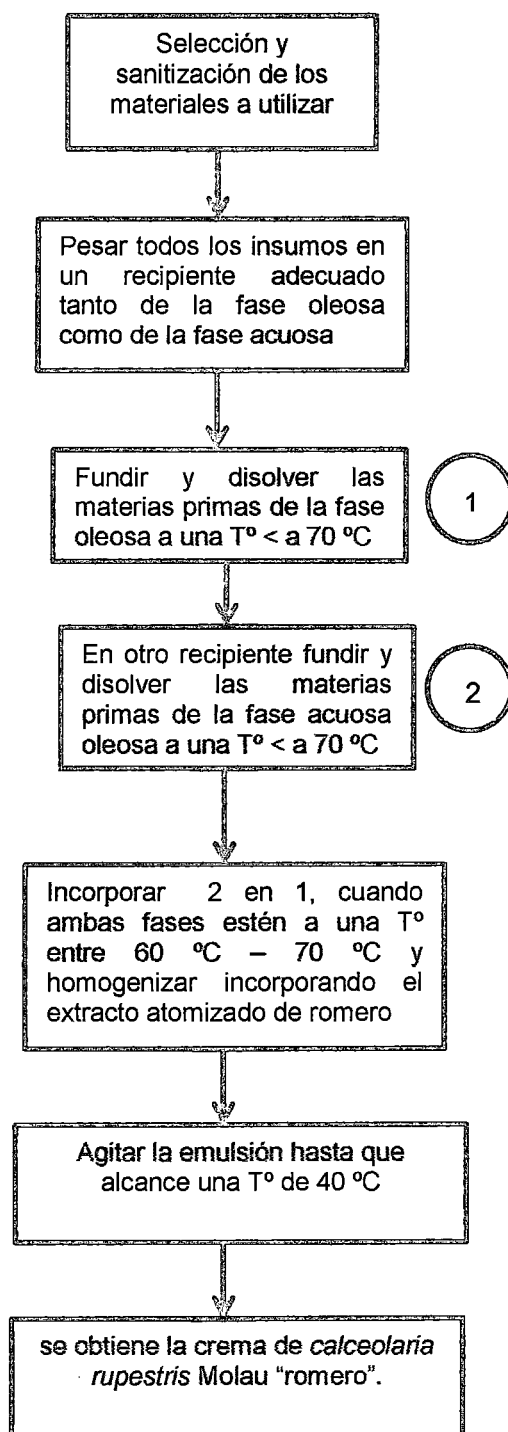 Selección y
sanitización de los
materiales a utilizar
Pesar todos los insumos en
un recipiente adecuado
tanto de la fase oleosa
como de la fase acuosa
Fundir y disolver las
materias primas de la fase
oleosa a una Tº < a 70 ºC
1
En otro recipiente fundir y
disolver las materias
primas de la fase acuosa
oleosa a una Tº < a 70 ºC
2
Incorporar 2 en 1, cuando
ambas fases estén a una Tº
entre 60 ºC – 70 ºC y
homogenizar incorporando el
extracto atomizado de romero
Agitar la emulsión hasta que
alcance una Tº de 40 ºC
se obtiene la crema de calceolaria
rupestris Molau “romero”.